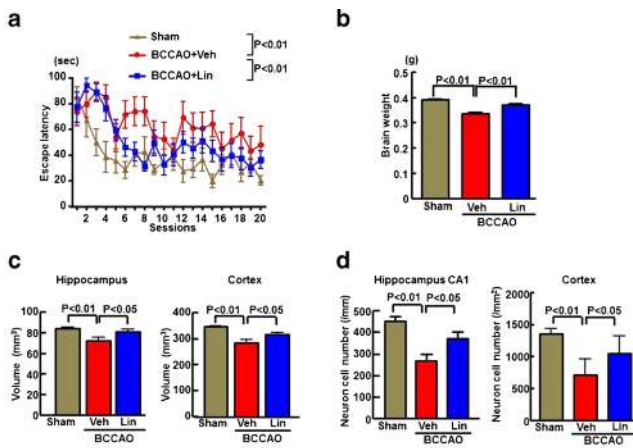 a
Sham
BCCAO+Veh
BCCAO+Lin
P<0.01
P<0.01
(sec)
100
80
60
40
20
0
Escape latency
2 4 6 8 10 12 14 16 18 20
Sessions
b
(g)
0.5
0.4
0.3
0.2
0.1
0
Brain weight
P<0.01 P<0.01
Sham Veh Lin
BCCAO
c
Hippocampus
P<0.01 P<0.05
100
80
60
40
20
0
Volume (mm³)
Sham Veh Lin
BCCAO
Cortex
P<0.01 P<0.05
400
300
200
100
0
Volume (mm³)
Sham Veh Lin
BCCAO
d
Hippocampus CA1
P<0.01 P<0.05
500
400
300
200
100
0
Neuron cell number (/mm)
Sham Veh Lin
BCCAO
Cortex
P<0.01 P<0.05
2000
1500
1000
500
0
Neuron cell number (/mm²)
Sham Veh Lin
BCCAO